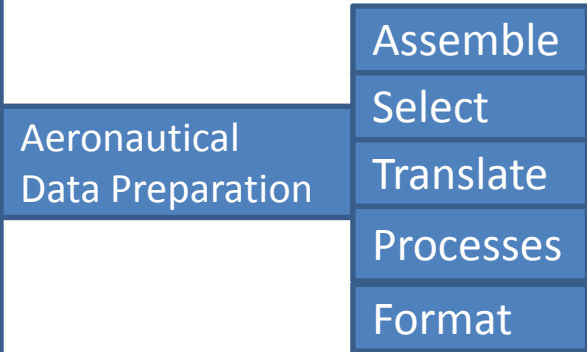 Aeronautical
Data Preparation
Assemble
Select
Translate
Processes
Format